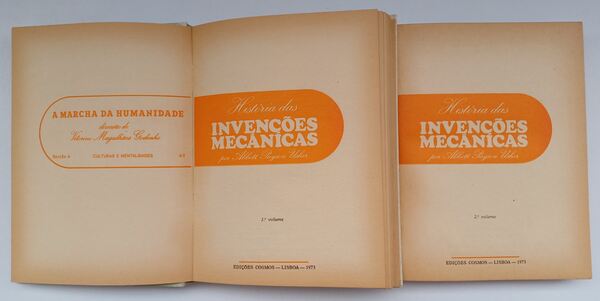 A MARCHA DA HUMANIDADE
direcção de
Vitorino Magalhães Godinho
CULTURAS E MENTALIDADES
História das
INVENÇÕES
MECÂNICAS
por Abbott Payson Usher
1.º volume
EDIÇÕES COSMOS — LISBOA — 1973
História das
INVENÇÕES
MECÂNICAS
por Abbott Payson Usher
2.º volume
EDIÇÕES COSMOS — LISBOA — 1973